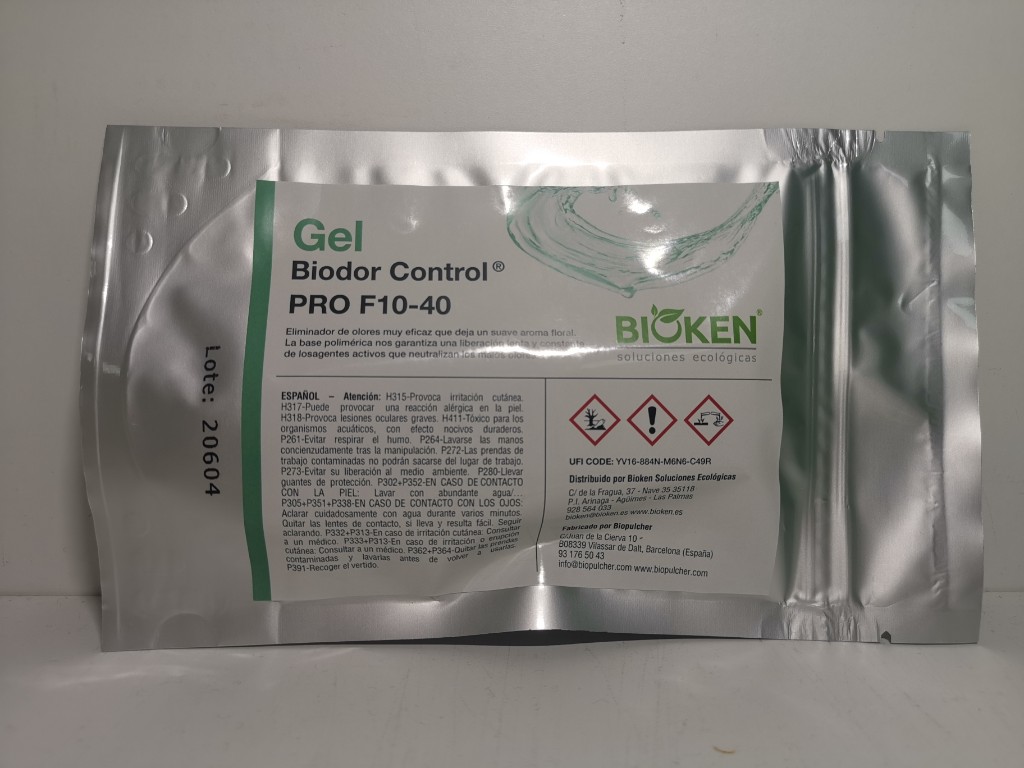 Gel
Biodor Control®
PRO F10-40
Eliminador de olores muy eficaz que deja un suave aroma floral.
La base polimérica nos garantiza una liberación lenta y constante
de losagentes activos que neutralizan los malos olores
BIOKEN®
soluciones ecológicas
Lote: 20604
ESPAÑOL – Atención: H315-Provoca irritación cutánea.
H317-Puede provocar una reacción alérgica en la piel.
H318-Provoca lesiones oculares graves. H411-Tóxico para los
organismos acuáticos, con efecto nocivos duraderos.
P261-Evitar respirar el humo. P264-Lavarse las manos
concienzudamente tras la manipulación. P272-Las prendas de
trabajo contaminadas no podrán sacarse del lugar de trabajo.
P273-Evitar su liberación al medio ambiente. P280-Llevar
guantes de protección. P302+P352-EN CASO DE CONTACTO
CON LA PIEL: Lavar con abundante agua/....
P305+P351+P338-EN CASO DE CONTACTO CON LOS OJOS:
Aclarar cuidadosamente con agua durante varios minutos.
Quitar las lentes de contacto, si lleva y resulta fácil. Seguir
aclarando. P332+P313-En caso de irritación cutánea: Consultar
a un médico. P333+P313-En caso de irritación o erupción
cutánea: Consultar a un médico. P362+P364-Quitar las prendas
contaminadas y lavarlas antes de volver a usarlas.
P391-Recoger el vertido.
UFI CODE: YV16-884N-M6N6-C49R
Distribuido por Bioken Soluciones Ecológicas
C/ de la Fragua, 37 - Nave 35 35118
P.I. Arinaga - Agüimes - Las Palmas
928 564 033
bioken@bioken.es www.bioken.es
Fabricado por Biopulcher
de la Cierva 10
808339 Vilassar de Dalt, Barcelona (España)
93 176 50 43
info@biopulcher.com www.biopulcher.com